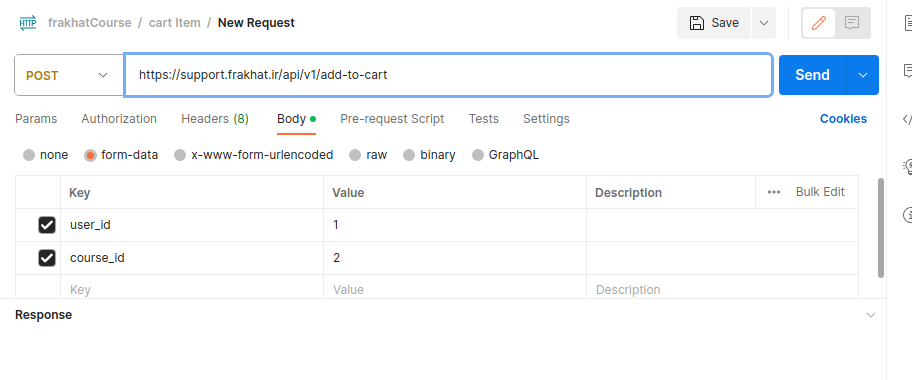 HTTP frakhatCourse / cart Item / New Request Save
POST https://support.frakhat.ir/api/v1/add-to-cart Send
Params Authorization Headers (8) Body Pre-request Script Tests Settings Cookies
none form-data x-www-form-urlencoded raw binary GraphQL
Key Value Description ••• Bulk Edit
user_id 1
course_id 2
Key Value Description
Response